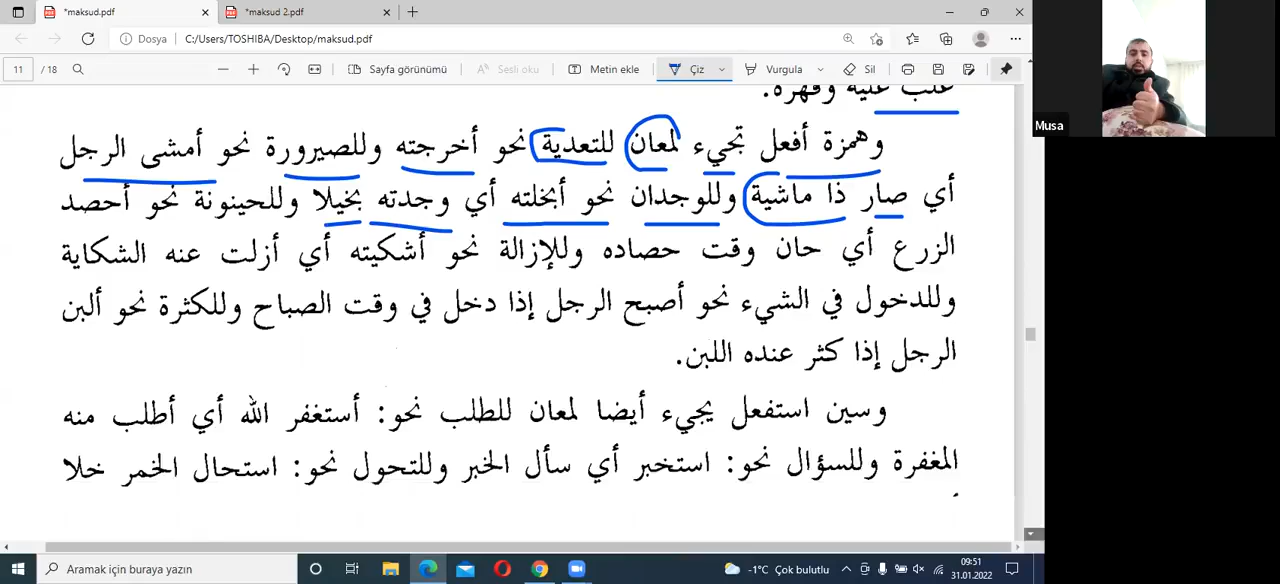 *maksud.pdf
*maksud 2.pdf
Dosya
C:/Users/TOSHIBA/Desktop/maksud.pdf
11 / 18
Sayfa görünümü
Sesli oku
Metin ekle
Çiz
Vurgula
Sil
غلب عليه وقهره.
وهمزة أفعل تجيء لمعان للتعدية نحو أخرجته وللصيرورة نحو أمشى الرجل
أي صار ذا ماشية وللوجدان نحو أبخلته أي وجدته بخيلا وللحينونة نحو أحصد
الزرع أي حان وقت حصاده وللإزالة نحو أشكيته أي أزلت عنه الشكاية
وللدخول في الشيء نحو أصبح الرجل إذا دخل في وقت الصباح وللكثرة نحو ألبن
الرجل إذا كثر عنده اللبن.
وسين استفعل يجيء أيضا لمعان للطلب نحو: أستغفر الله أي أطلب منه
المغفرة وللسؤال نحو: استخبر أي سأل الخبر وللتحول نحو: استحال الخمر خلا
Musa
Aramak için buraya yazın
-1°C Çok bulutlu
09:51
31.01.2022